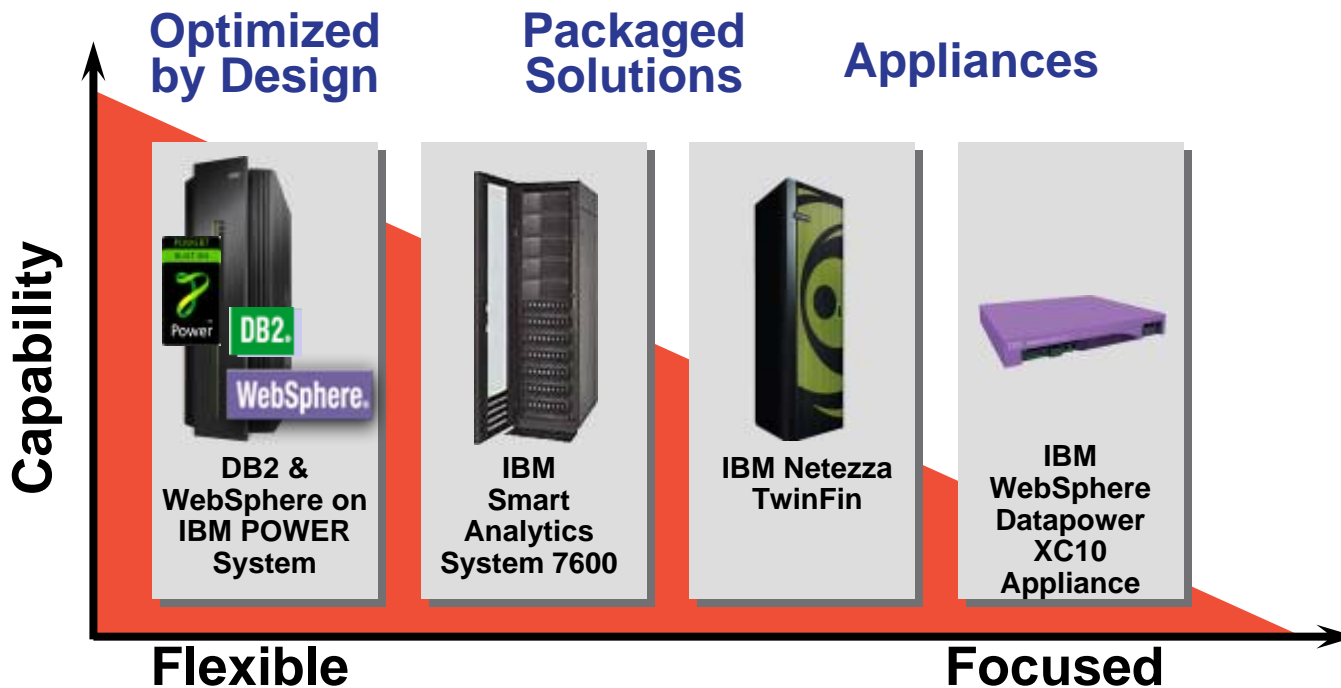 Optimized
by Design
Packaged
Solutions
Appliances
Capability
Power
DB2.
WebSphere.
DB2 &
WebSphere on
IBM POWER
System
IBM
Smart
Analytics
System 7600
IBM Netezza
TwinFin
IBM
WebSphere
Datapower
XC10
Appliance
Flexible
Focused